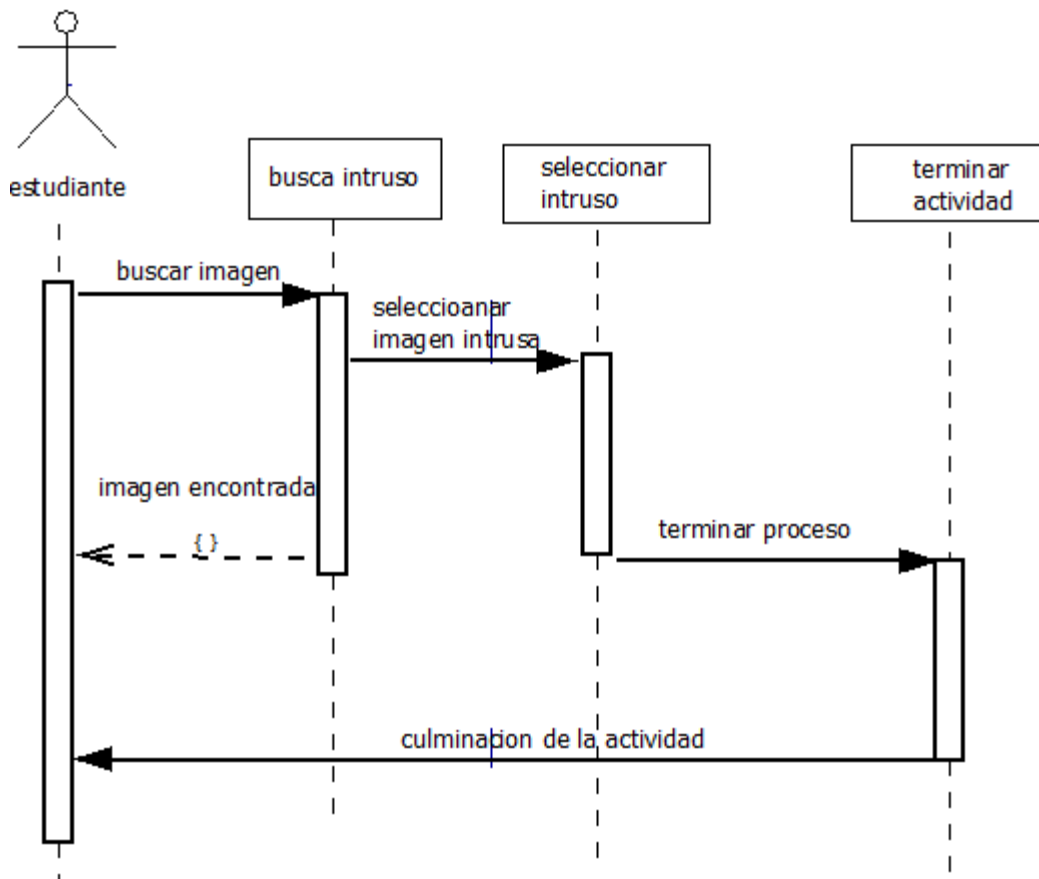 estudiante
busca intruso
seleccionar
intruso
terminar
actividad
buscar imagen
seleccioanar
imagen intrusa
imagen encontrada
{ }
terminar proceso
culminacion de la actividad